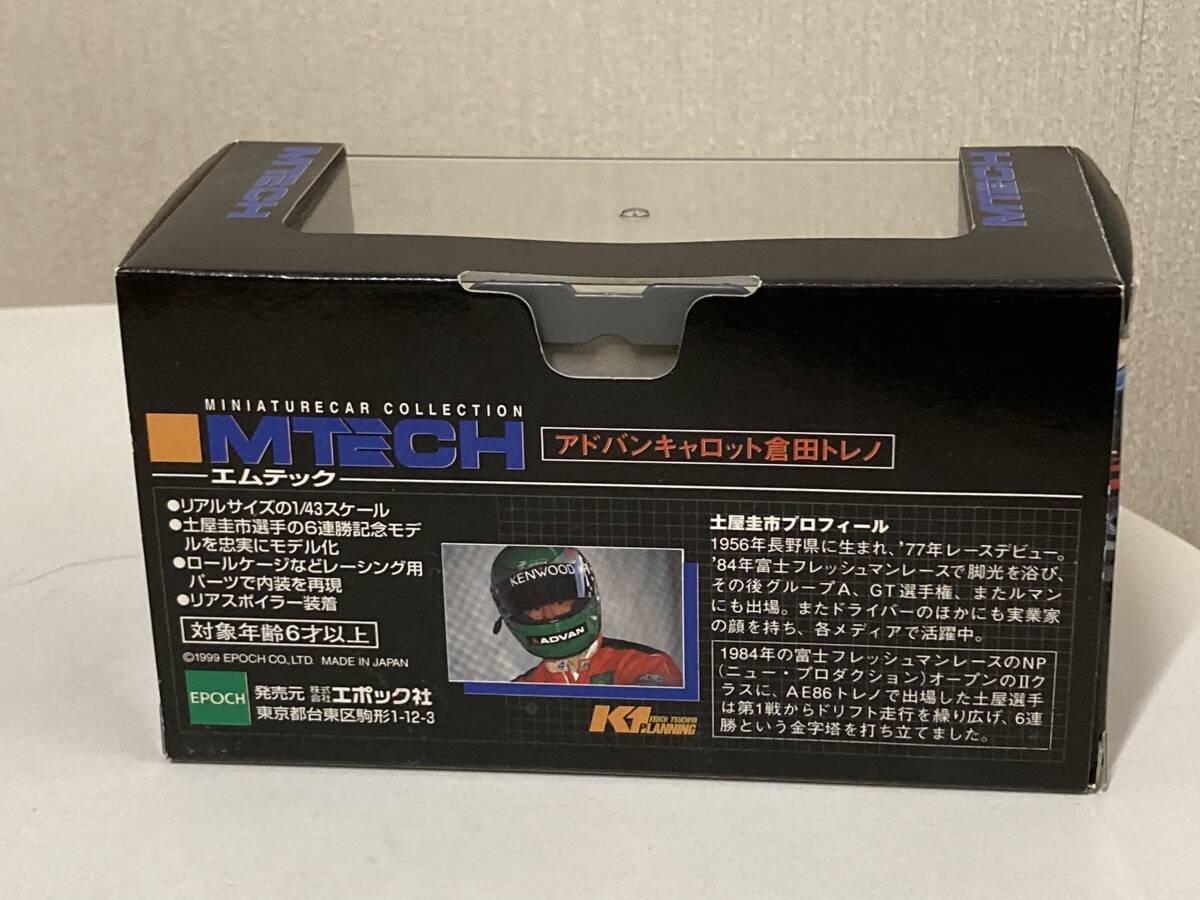 MTECH
MTECH
MINIATURECAR COLLECTION
MTECH
エムテック
アドバンキャロット倉田トレノ
●リアルサイズの1/43スケール
●土屋圭市選手の6連勝記念モデ
ルを忠実にモデル化
●ロールケージなどレーシング用
パーツで内装を再現
●リアスポイラー装着
対象年齢6才以上
©1999 EPOCH CO., LTD. MADE IN JAPAN
EPOCH
発売元 株式会社エポック社
東京都台東区駒形1-12-3
KENWOOD
ADVAN
K1 KEIICHI TSUCHIYA
PLANNING
土屋圭市プロフィール
1956年長野県に生まれ、'77年レースデビュー。
'84年富士フレッシュマンレースで脚光を浴び、
その後グループA、GT選手権、またルマン
にも出場。またドライバーのほかにも実業家
の顔を持ち、各メディアで活躍中。
1984年の富士フレッシュマンレースのNP
(ニュー・プロダクション)オープンのIIク
ラスに、AE86トレノで出場した土屋選手
は第1戦からドリフト走行を繰り広げ、6連
勝という金字塔を打ち立てました。